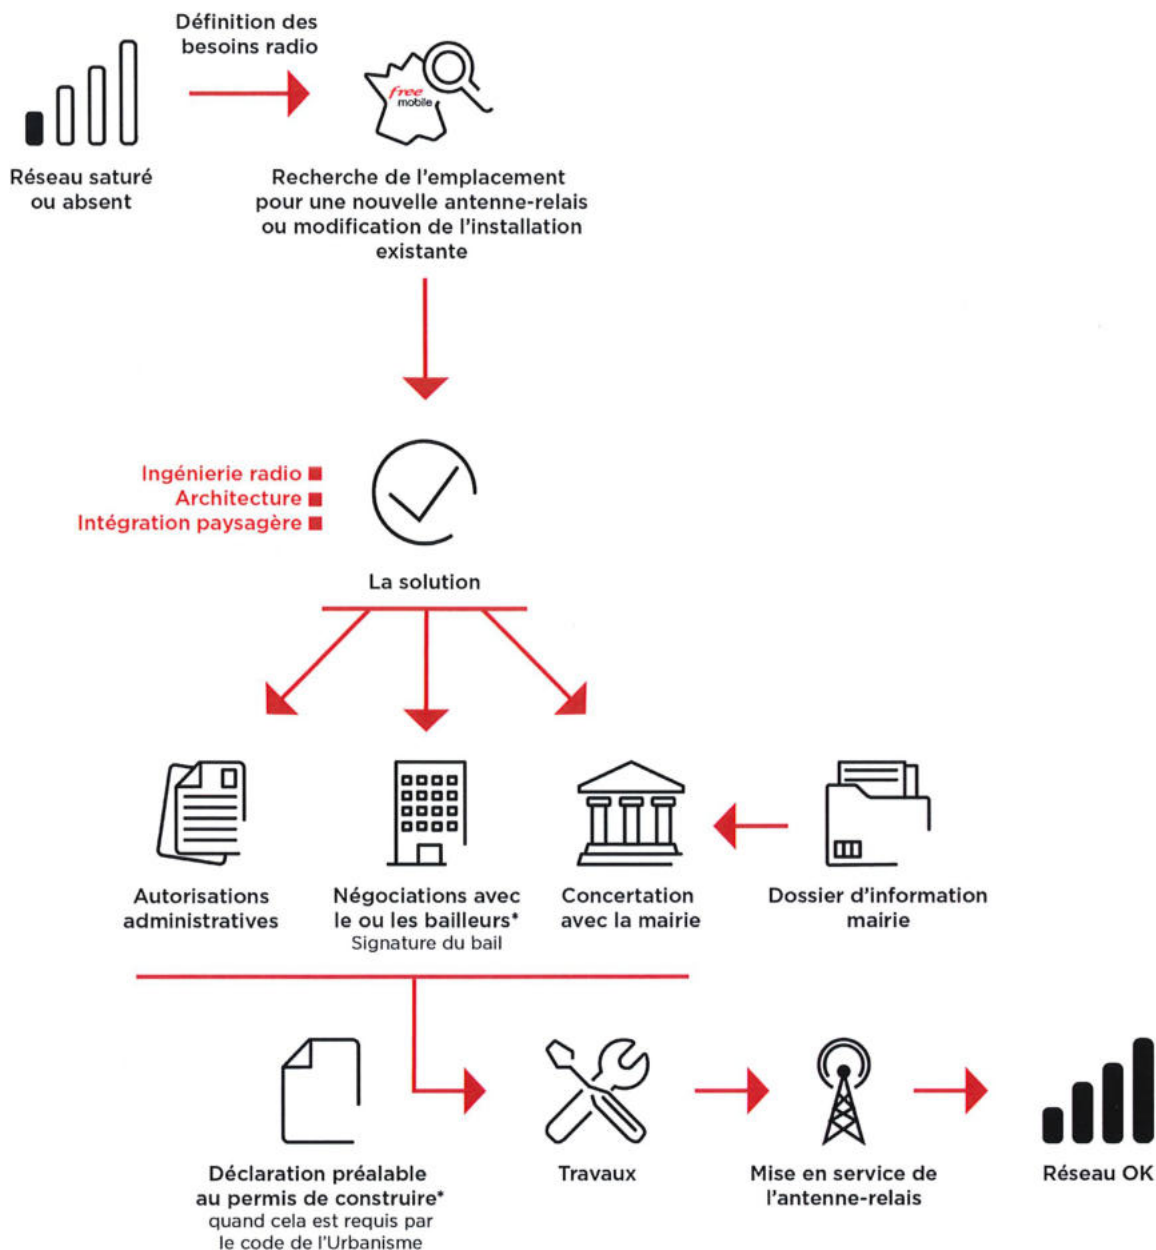 Définition des
besoins radio
free
mobile
Réseau saturé
ou absent
Recherche de l'emplacement
pour une nouvelle antenne-relais
ou modification de l'installation
existante
Ingénierie radio
Architecture
Intégration paysagère
La solution
Autorisations
administratives
Négociations avec
le ou les bailleurs*
Signature du bail
Concertation
avec la mairie
Dossier d'information
mairie
Déclaration préalable
au permis de construire*
quand cela est requis par
le code de l'Urbanisme
Travaux
Mise en service de
l'antenne-relais
Réseau OK